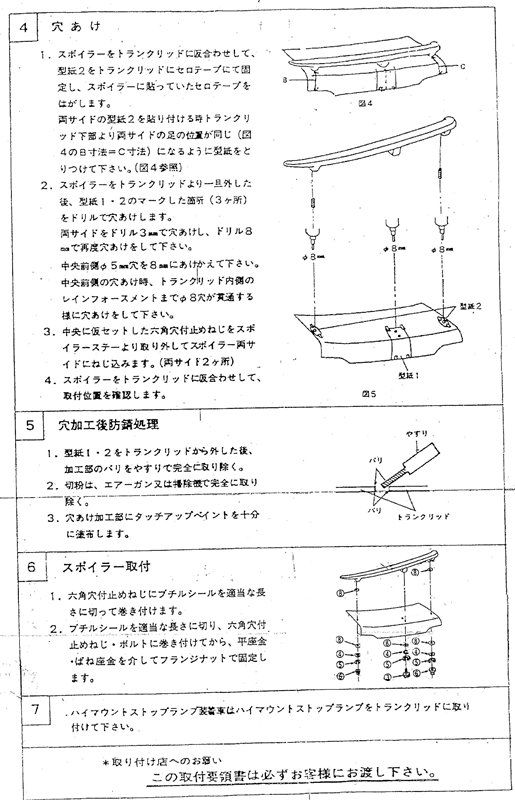 4 穴あけ
1. スポイラーをトランクリッドに仮合わせして、
型紙2をトランクリッドにセロテープにて固
定し、スポイラーに貼っていたセロテープを
はがします。
両サイドの型紙2を貼り付ける時トランクリ
ッド下部より両サイドの足の位置が同じ(図
4のB寸法=C寸法)になるように型紙をと
りつけて下さい。(図4参照)
2. スポイラーをトランクリッドより一旦外した
後、型紙1・2のマークした箇所(3ヶ所)
をドリルで穴あけします。
両サイドをドリル3mmで穴あけし、ドリル8
mmで再度穴あけをして下さい。
中央前側φ5mm穴を8mmにあけかえて下さい。
中央前側の穴あけ時、トランクリッド内側の
レインフォースメントまでφ8穴が貫通する
様に穴あけをして下さい。
3. 中央に仮セットした六角穴付止めねじをスポ
イラーステーより取り外してスポイラー両サ
イドにねじ込みます。(両サイド2ヶ所)
4. スポイラーをトランクリッドに仮合わせして、
取付位置を確認します。
B
C
図4
φ8mm
φ8mm
φ8mm
型紙2
型紙1
図5
5 穴加工後防錆処理
1. 型紙1・2をトランクリッドから外した後、
加工部のバリをやすりで完全に取り除く。
2. 切粉は、エアーガン又は掃除機で完全に取り
除く。
3. 穴あけ加工部にタッチアップペイントを十分
に塗布します。
やすり
バリ
バリ
トランクリッド
6 スポイラー取付
1. 六角穴付止めねじにブチルシールを適当な長
さに切って巻き付けます。
2. ブチルシールを適当な長さに切り、六角穴付
止めねじ・ボルトに巻き付けてから、平座金
・ばね座金を介してフランジナットで固定し
ます。
7 .ハイマウントストップランプ装着車はハイマウントストップランプをトランクリッドに取り
付けて下さい。
*取り付け店へのお願い
この取付要領書は必ずお客様にお渡し下さい。